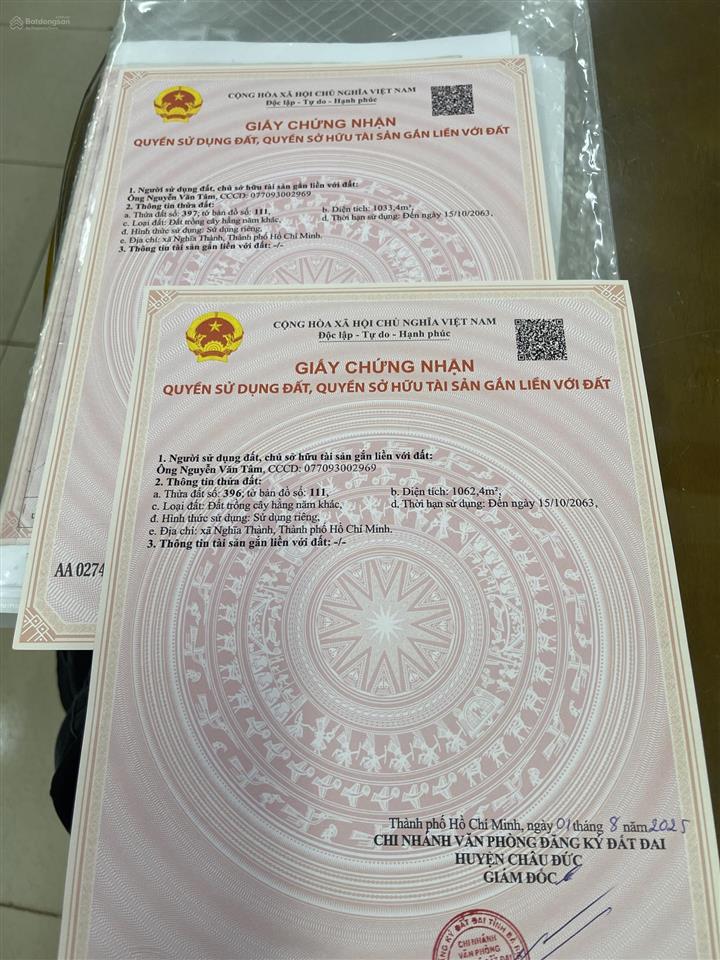 Batdongsan
CỘNG HÒA XÃ HỘI CHỦ NGHĨA VIỆT NAM
Độc lập - Tự do - Hạnh phúc
GIẤY CHỨNG NHẬN
QUYỀN SỬ DỤNG ĐẤT, QUYỀN SỞ HỮU TÀI SẢN GẮN LIỀN VỚI ĐẤT
1. Người sử dụng đất, chủ sở hữu tài sản gắn liền với đất:
Ông Nguyễn Văn Tâm, CCCD: 077093002969
2. Thông tin thửa đất:
a. Thửa đất số: 397; tờ bản đồ số: 111, b. Diện tích: 1033,4m²,
c. Loại đất: Đất trồng cây hằng năm khác, d. Thời hạn sử dụng: Đến ngày 15/10/2063,
đ. Hình thức sử dụng: Sử dụng riêng,
e. Địa chỉ: xã Nghĩa Thành, Thành phố Hồ Chí Minh.
3. Thông tin tài sản gắn liền với đất: -/-
AA 0274
CỘNG HÒA XÃ HỘI CHỦ NGHĨA VIỆT NAM
Độc lập - Tự do - Hạnh phúc
GIẤY CHỨNG NHẬN
QUYỀN SỬ DỤNG ĐẤT, QUYỀN SỞ HỮU TÀI SẢN GẮN LIỀN VỚI ĐẤT
1. Người sử dụng đất, chủ sở hữu tài sản gắn liền với đất:
Ông Nguyễn Văn Tâm, CCCD: 077093002969
2. Thông tin thửa đất:
a. Thửa đất số: 396; tờ bản đồ số: 111, b. Diện tích: 1062,4m²,
c. Loại đất: Đất trồng cây hằng năm khác, d. Thời hạn sử dụng: Đến ngày 15/10/2063,
đ. Hình thức sử dụng: Sử dụng riêng,
e. Địa chỉ: xã Nghĩa Thành, Thành phố Hồ Chí Minh.
3. Thông tin tài sản gắn liền với đất: -/-
Thành phố Hồ Chí Minh, ngày 01 tháng 8 năm 2025
CHI NHÁNH VĂN PHÒNG ĐĂNG KÝ ĐẤT ĐAI
HUYỆN CHÂU ĐỨC
GIÁM ĐỐC
KÝ ĐẤT ĐAI TỈNH BÀ
CHI NHÁNH
VĂN PHÒNG